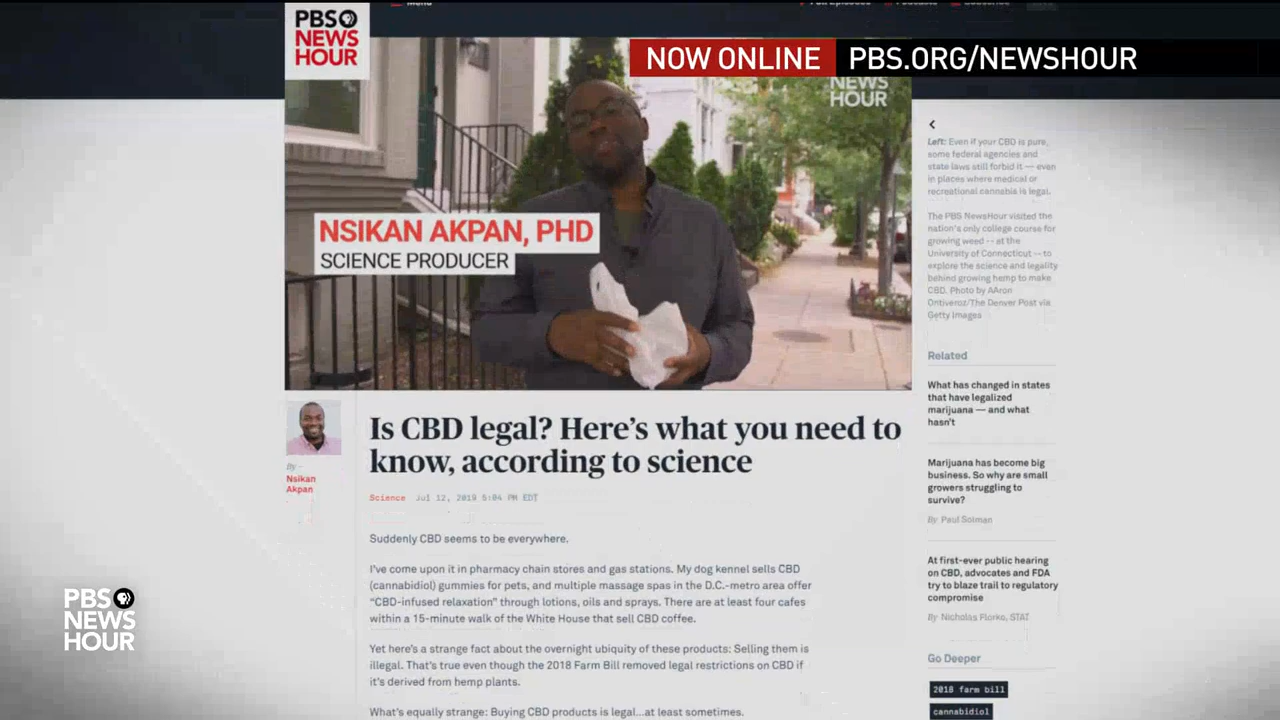 PBS
NEWS
HOUR
Menu
Full Episodes
Podcasts
Subscribe
NOW ONLINE
PBS.ORG/NEWSHOUR
NEWS
HOUR
NSIKAN AKPAN, PHD
SCIENCE PRODUCER
By -
Nsikan
Akpan
Is CBD legal? Here's what you need to
know, according to science
Science Jul 12, 2019 5:04 PM EDT
Suddenly CBD seems to be everywhere.
I've come upon it in pharmacy chain stores and gas stations. My dog kennel sells CBD
(cannabidiol) gummies for pets, and multiple massage spas in the D.C.-metro area offer
“CBD-infused relaxation” through lotions, oils and sprays. There are at least four cafes
within a 15-minute walk of the White House that sell CBD coffee.
Yet here's a strange fact about the overnight ubiquity of these products: Selling them is
illegal. That's true even though the 2018 Farm Bill removed legal restrictions on CBD if
it's derived from hemp plants.
What's equally strange: Buying CBD products is legal...at least sometimes.
Left: Even if your CBD is pure,
some federal agencies and
state laws still forbid it — even
in places where medical or
recreational cannabis is legal.
The PBS NewsHour visited the
nation's only college course for
growing weed -- at the
University of Connecticut -- to
explore the science and legality
behind growing hemp to make
CBD. Photo by AAron
Ontiveroz/The Denver Post via
Getty Images
Related
What has changed in states
that have legalized
marijuana — and what
hasn't
Marijuana has become big
business. So why are small
growers struggling to
survive?
By Paul Solman
At first-ever public hearing
on CBD, advocates and FDA
try to blaze trail to regulatory
compromise
By Nicholas Florko, STAT
Go Deeper
2018 farm bill
cannabidiol
PBS
NEWS
HOUR